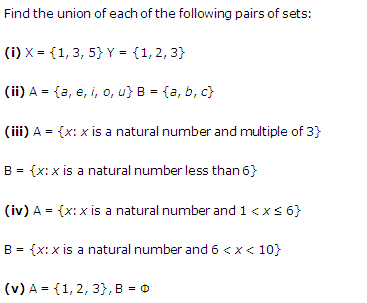 Find the union of each of the following pairs of sets:
(i) X = {1, 3, 5} Y = {1, 2, 3}
(ii) A = {a, e, i, o, u} B = {a, b, c}
(iii) A = {x: x is a natural number and multiple of 3}
B = {x: x is a natural number less than 6}
(iv) A = {x: x is a natural number and 1 < x ≤ 6}
B = {x: x is a natural number and 6 < x < 10}
(v) A = {1, 2, 3}, B = Φ